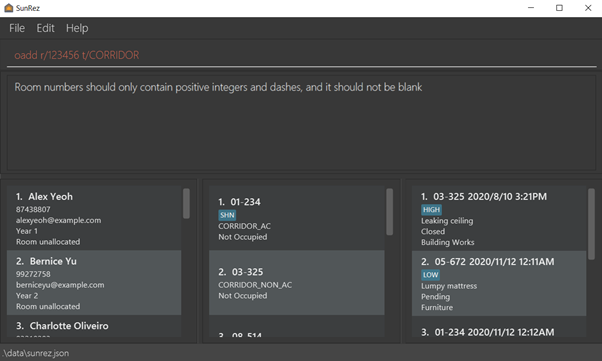 SunRez
File Edit Help
oadd r/123456 t/CORRIDOR
Room numbers should only contain positive integers and dashes, and it should not be blank
1. Alex Yeoh
87438807
alexyeoh@example.com
Year 1
Room unallocated
2. Bernice Yu
99272758
berniceyu@example.com
Year 2
Room unallocated
3. Charlotte Oliveiro
1. 01-234
SHN
CORRIDOR_AC
Not Occupied
2. 03-325
CORRIDOR_NON_AC
Not Occupied
3. 08-514
1. 03-325 2020/8/10 3:21PM
HIGH
Leaking ceiling
Closed
Building Works
2. 05-672 2020/11/12 12:11AM
LOW
Lumpy mattress
Pending
Furniture
3. 01-234 2020/11/12 12:12AM
.\data\sunrez.json